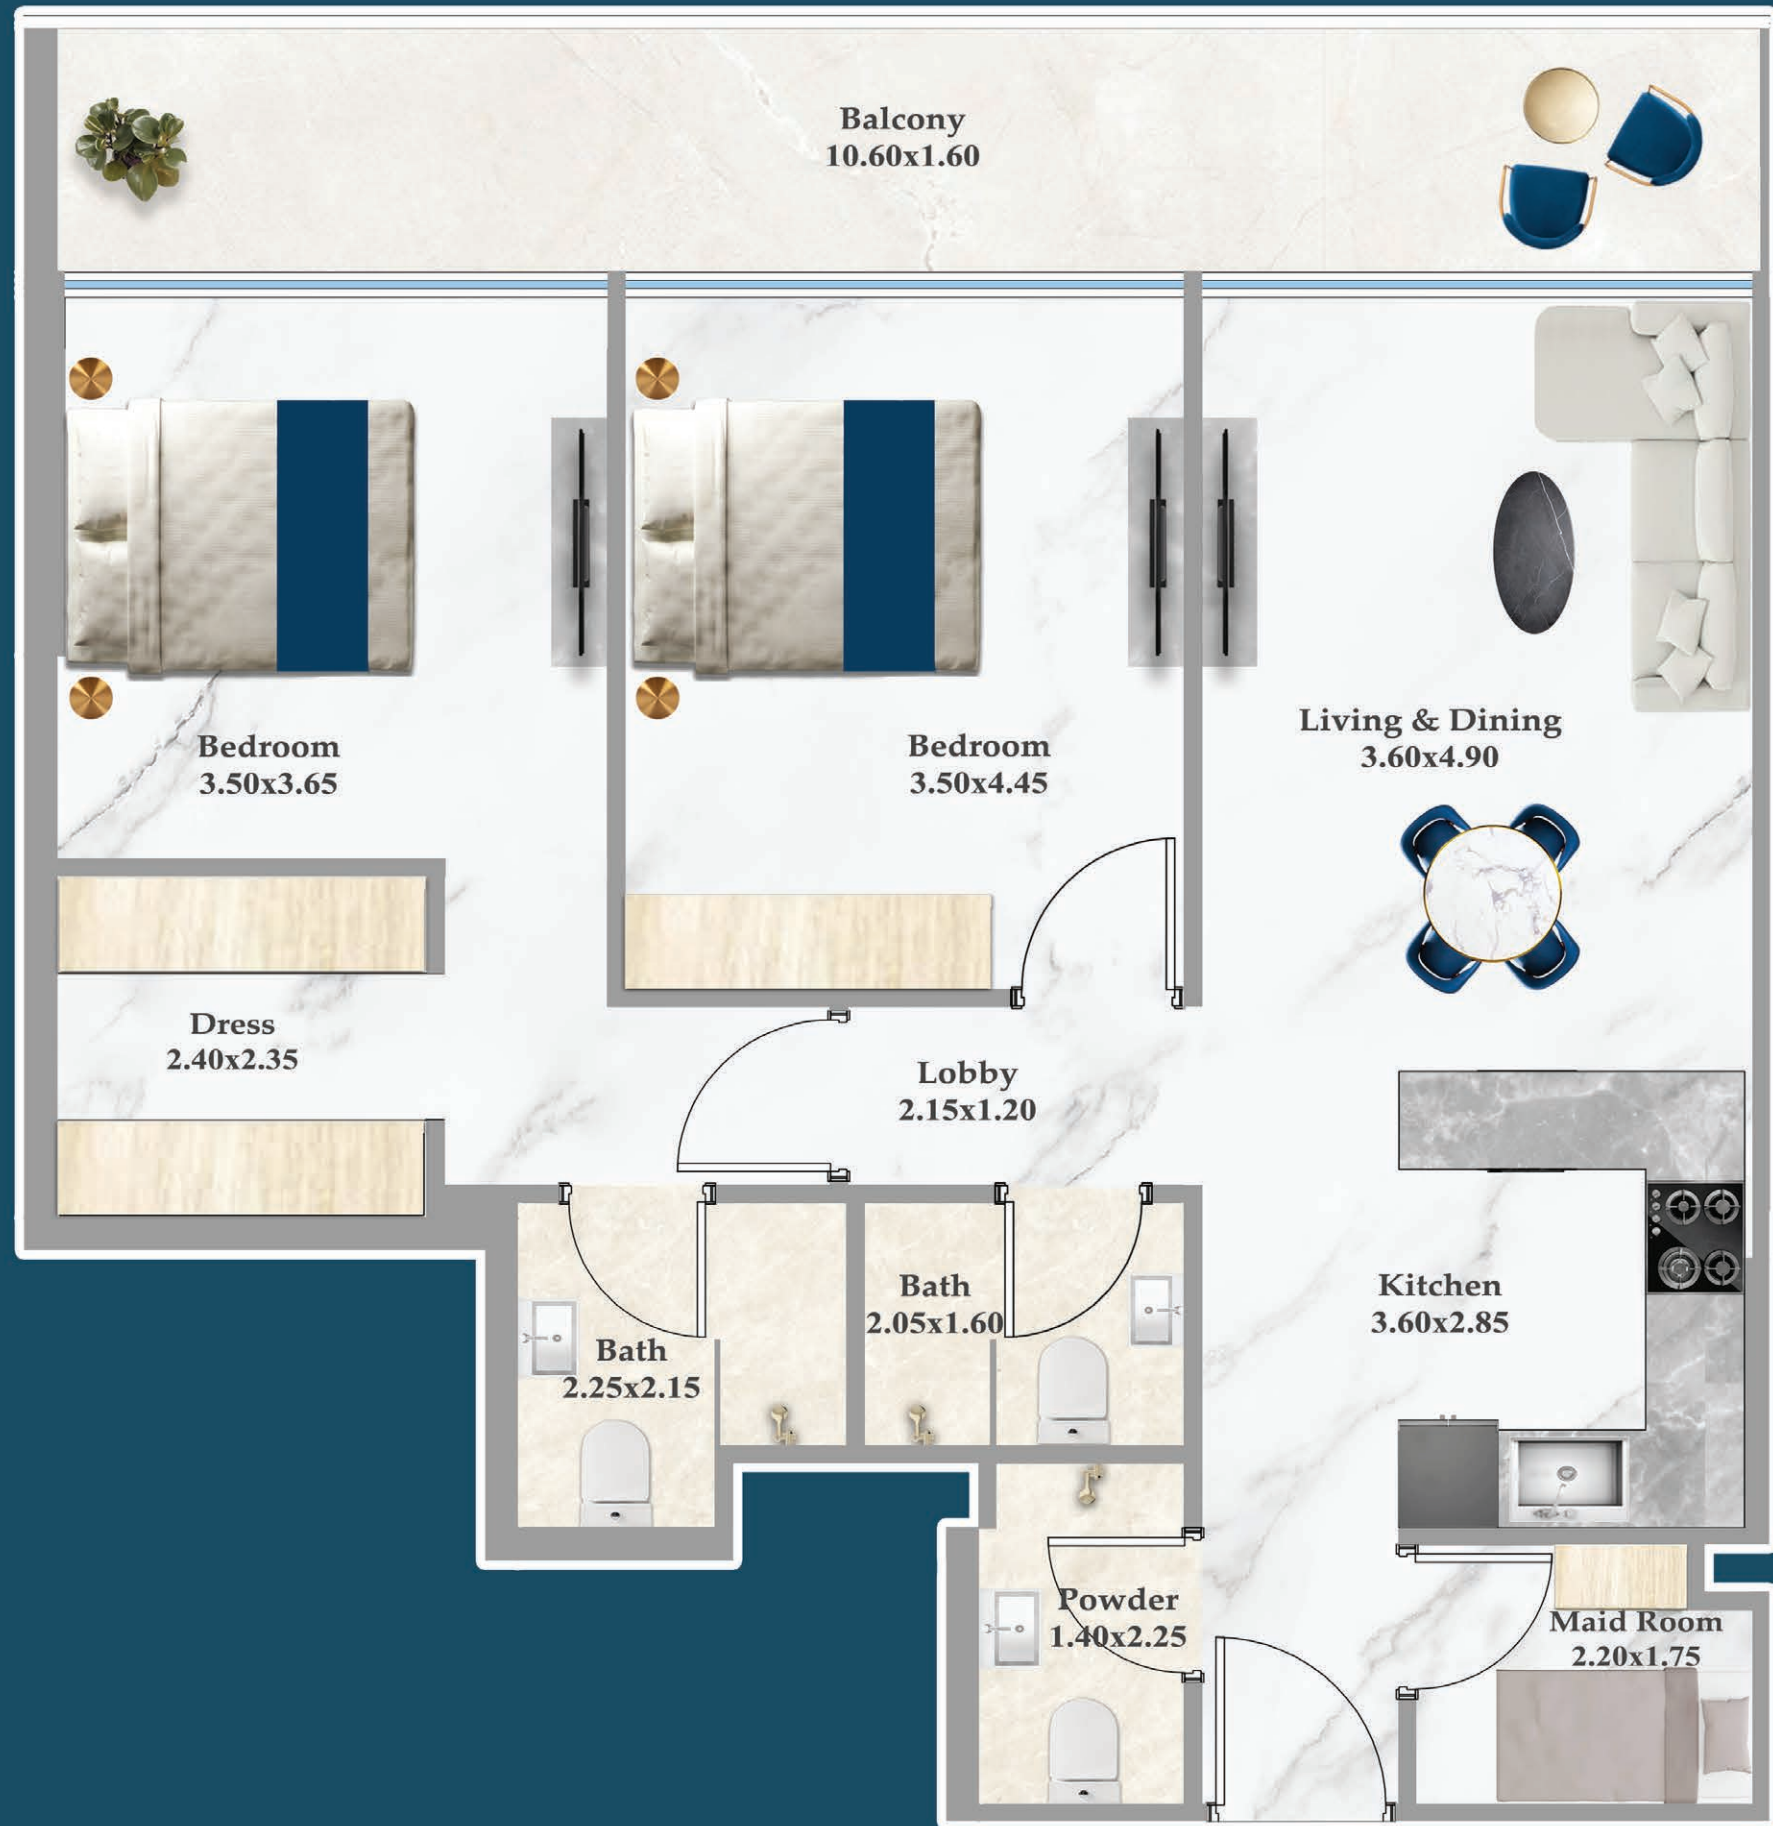 Balcony
10.60x1.60
Bedroom
3.50x3.65
Bedroom
3.50x4.45
Living & Dining
3.60x4.90
Dress
2.40x2.35
Lobby
2.15x1.20
Bath
2.25x2.15
Bath
2.05x1.60
Kitchen
3.60x2.85
Powder
1.40x2.25
Maid Room
2.20x1.75